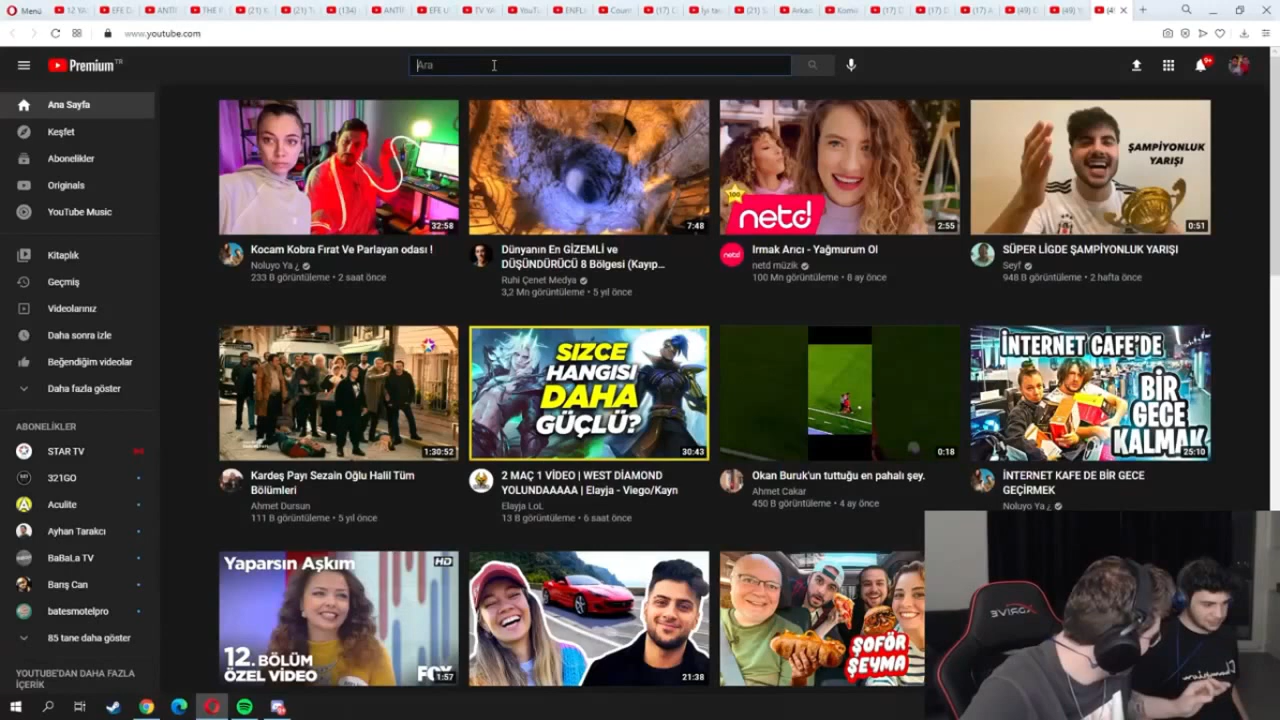 Menü
www.youtube.com
Premium TR
Ara
9+
Ana Sayfa
Keşfet
Abonelikler
Originals
YouTube Music
Kitaplık
Geçmiş
Videolarınız
Daha sonra izle
Beğendiğim videolar
Daha fazla göster
ABONELİKLER
STAR TV
321GO
Aculite
Ayhan Tarakcı
BaBaLa TV
Barış Can
batesmotelpro
85 tane daha göster
YOUTUBE'DAN DAHA FAZLA
İÇERİK
32:58
Kocam Kobra Fırat Ve Parlayan odası !
Noluyo Ya ¿
233 B görüntüleme • 2 saat önce
7:48
Dünyanın En GİZEMLİ ve
DÜŞÜNDÜRÜCÜ 8 Bölgesi (Kayıp...
Ruhi Çenet Medya
3,2 Mn görüntüleme • 5 yıl önce
100
netd
2:55
netd
Irmak Arıcı - Yağmurum Ol
netd müzik
100 Mn görüntüleme • 8 ay önce
ŞAMPİYONLUK
YARIŞI
0:51
SÜPER LİGDE ŞAMPİYONLUK YARIŞI
Seyf
948 B görüntüleme • 2 hafta önce
1:30:52
Kardeş Payı Sezain Oğlu Halil Tüm
Bölümleri
Ahmet Dursun
111 B görüntüleme • 5 yıl önce
SIZCE
HANGISI
DAHA
GÜÇLÜ?
30:43
2 MAÇ 1 VİDEO | WEST DİAMOND
YOLUNDAAAAA | Elayja - Viego/Kayn
Elayja LoL
13 B görüntüleme • 6 saat önce
0:18
Okan Buruk'un tuttuğu en pahalı şey.
Ahmet Cakar
450 B görüntüleme • 4 ay önce
İNTERNET CAFE'DE
BİR
GECE
KALMAK
25:10
İNTERNET KAFE DE BİR GECE
GEÇİRMEK
Noluyo Ya ¿
Yaparsın Aşkım
HD
12. BÖLÜM
ÖZEL VİDEO
FOX
1:57
21:38
ŞOFÖR
ŞEYMA